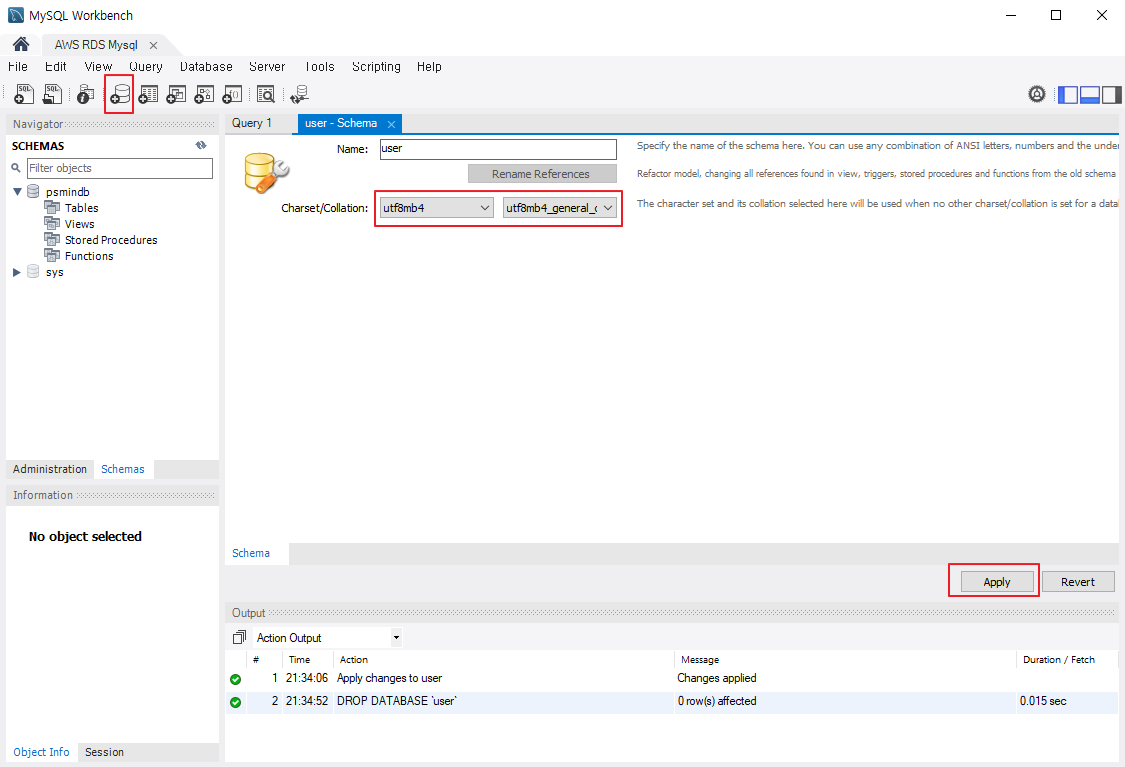 MySQL Workbench
AWS RDS Mysql
File Edit View Query Database Server Tools Scripting Help
Navigator
SCHEMAS
Filter objects
psmindb
Tables
Views
Stored Procedures
Functions
sys
Administration Schemas
Information
No object selected
Object Info Session
Query 1 user - Schema
Name: user
Specify the name of the schema here. You can use any combination of ANSI letters, numbers and the under
Rename References
Refactor model, changing all references found in view, triggers, stored procedures and functions from the old schema
Charset/Collation: utf8mb4 utf8mb4_general_c
The character set and its collation selected here will be used when no other charset/collation is set for a data
Schema
Apply Revert
Output
Action Output
# Time Action Message Duration / Fetch
1 21:34:06 Apply changes to user Changes applied
2 21:34:52 DROP DATABASE `user` 0 row(s) affected 0.015 sec